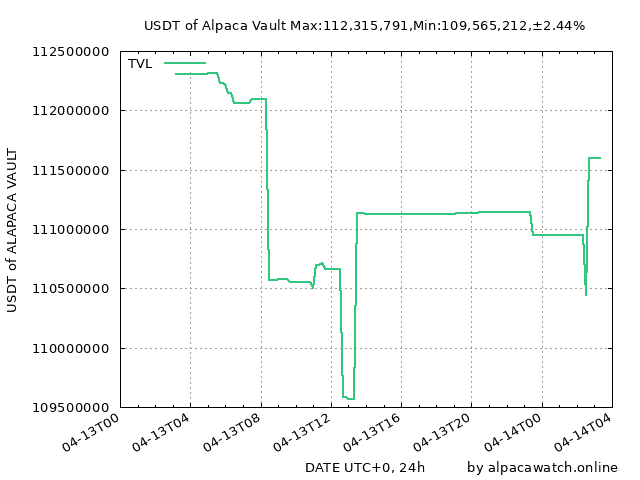 USDT of Alpaca Vault Max:112,315,791,Min:109,565,212,±2.44%
112500000
TVL
112000000
111500000
111000000
110500000
110000000
109500000
USDT of ALAPACA VAULT
04-13T00
04-13T04
04-13T08
04-13T12
04-13T16
04-13T20
04-14T00
04-14T04
DATE UTC+0, 24h
by alpacawatch.online